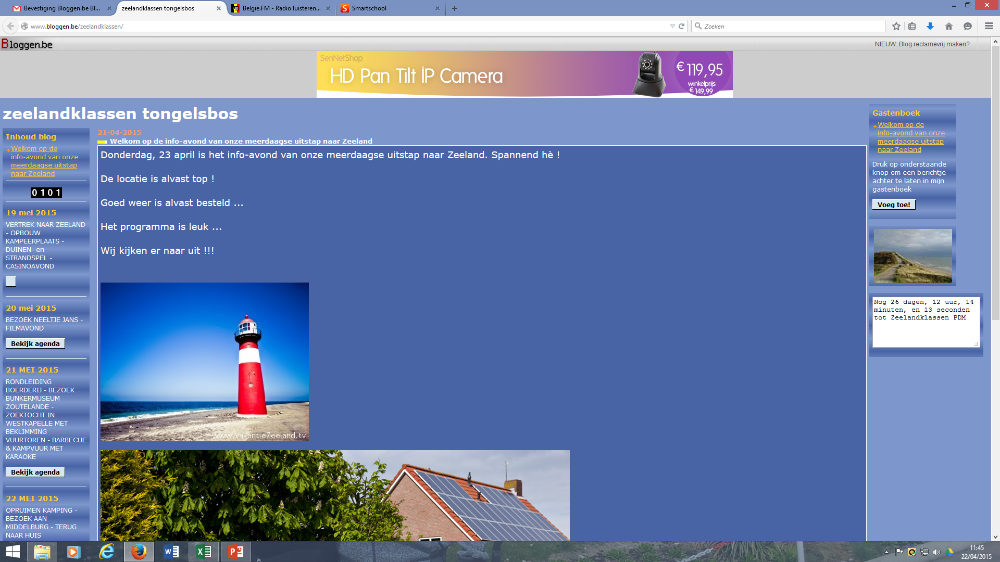 Bevestiging Bloggen.be Bl...
zeelandklassen tongelsbos
Belgie.FM - Radio luisteren...
Smartschool
www.bloggen.be/zeelandklassen/
Zoeken
Bloggen.be
NIEUW: Blog reclamevrij maken?
SenNetShop
HD Pan Tilt IP Camera
€ 119,95
winkelprijs
€ 149,99
zeelandklassen tongelsbos
Inhoud blog
Welkom op de
info-avond van onze
meerdaagse uitstap
naar Zeeland
0101
19 mei 2015
VERTREK NAAR ZEELAND
- OPBOUW
KAMPEERPLAATS -
DUINEN- en
STRANDSPEL -
CASINOAVOND
20 mei 2015
BEZOEK NEELTJE JANS -
FILMAVOND
Bekijk agenda
21 MEI 2015
RONDLEIDING
BOERDERIJ - BEZOEK
BUNKERMUSEUM
ZOUTELANDE -
ZOEKTOCHT IN
WESTKAPELLE MET
BEKLIMMING
VUURTOREN - BARBECUE
& KAMPVUUR MET
KARAOKE
Bekijk agenda
22 MEI 2015
OPRUIMEN KAMPING -
BEZOEK AAN
MIDDELBURG - TERUG
NAAR HUIS
21-04-2015
Welkom op de info-avond van onze meerdaagse uitstap naar Zeeland
Donderdag, 23 april is het info-avond van onze meerdaagse uitstap naar Zeeland. Spannend hè !
De locatie is alvast top !
Goed weer is alvast besteld ...
Het programma is leuk ...
Wij kijken er naar uit !!!
www.VakantieZeeland.tv
Gastenboek
Welkom op de
info-avond van onze
meerdaagse uitstap
naar Zeeland
Druk op onderstaande
knop om een berichtje
achter te laten in mijn
gastenboek
Voeg toe!
Nog 26 dagen, 12 uur, 14
minuten, en 13 seconden
tot Zeelandklassen PDM
11:45
22/04/2015